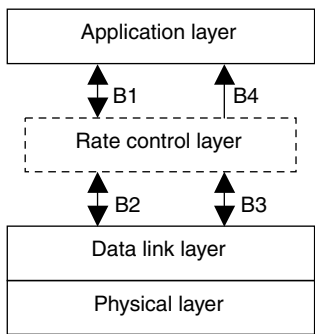 Application layer
B1 B4
Rate control layer
B2 B3
Data link layer
Physical layer